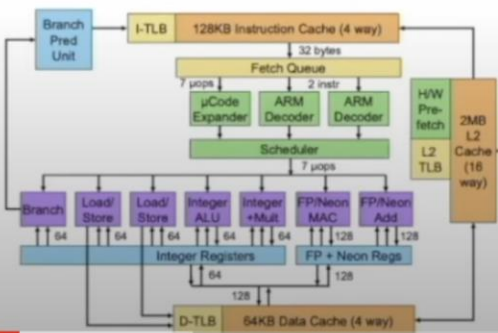 Branch
Pred
Unit
I-TLB
128KB Instruction Cache (4 way)
32 bytes
Fetch Queue
7 µops
2 instr
µCode
Expander
ARM
Decoder
ARM
Decoder
H/W
Pre-
fetch
L2
TLB
2MB
L2
Cache
(16
way)
Scheduler
7 µops
Branch
Load/
Store
Load/
Store
Integer
ALU
Integer
+Mult
FP/Neon
MAC
FP/Neon
Add
64
64
64
64
64
128
128
Integer Registers
FP + Neon Regs
64
128
128
D-TLB
64KB Data Cache (4 way)